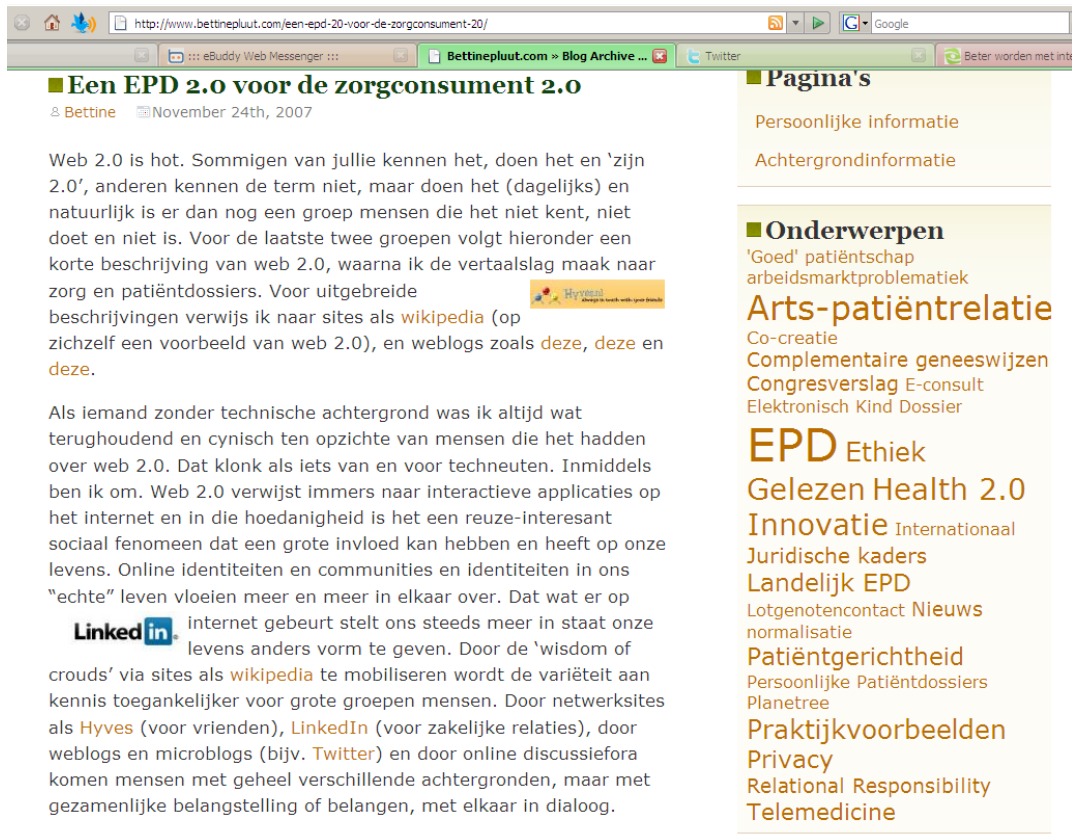 http://www.bettinepluut.com/een-epd-20-voor-de-zorgconsument-20/
G
Google
::: eBuddy Web Messenger :::
Bettinepluut.com » Blog Archive ...
Twitter
Beter worden met inte
Een EPD 2.0 voor de zorgconsument 2.0
Bettine November 24th, 2007
Web 2.0 is hot. Sommigen van jullie kennen het, doen het en ‘zijn
2.0’, anderen kennen de term niet, maar doen het (dagelijks) en
natuurlijk is er dan nog een groep mensen die het niet kent, niet
doet en niet is. Voor de laatste twee groepen volgt hieronder een
korte beschrijving van web 2.0, waarna ik de vertaalslag maak naar
zorg en patiëntdossiers. Voor uitgebreide
beschrijvingen verwijs ik naar sites als wikipedia (op
zichzelf een voorbeeld van web 2.0), en weblogs zoals deze, deze en
deze.
Hyves.nl
always in touch with your friends
Als iemand zonder technische achtergrond was ik altijd wat
terughoudend en cynisch ten opzichte van mensen die het hadden
over web 2.0. Dat klonk als iets van en voor techneuten. Inmiddels
ben ik om. Web 2.0 verwijst immers naar interactieve applicaties op
het internet en in die hoedanigheid is het een reuze-interesant
sociaal fenomeen dat een grote invloed kan hebben en heeft op onze
levens. Online identiteiten en communities en identiteiten in ons
“echte” leven vloeien meer en meer in elkaar over. Dat wat er op
Linked in.
internet gebeurt stelt ons steeds meer in staat onze
levens anders vorm te geven. Door de ‘wisdom of
crouds’ via sites als wikipedia te mobiliseren wordt de variëteit aan
kennis toegankelijker voor grote groepen mensen. Door netwerksites
als Hyves (voor vrienden), LinkedIn (voor zakelijke relaties), door
weblogs en microblogs (bijv. Twitter) en door online discussiefora
komen mensen met geheel verschillende achtergronden, maar met
gezamenlijke belangstelling of belangen, met elkaar in dialoog.
Pagina's
Persoonlijke informatie
Achtergrondinformatie
Onderwerpen
'Goed' patiëntschap
arbeidsmarktproblematiek
Arts-patiëntrelatie
Co-creatie
Complementaire geneeswijzen
Congresverslag E-consult
Elektronisch Kind Dossier
EPD Ethiek
Gelezen Health 2.0
Innovatie Internationaal
Juridische kaders
Landelijk EPD
Lotgenotencontact Nieuws
normalisatie
Patiëntgerichtheid
Persoonlijke Patiëntdossiers
Planetree
Praktijkvoorbeelden
Privacy
Relational Responsibility
Telemedicine